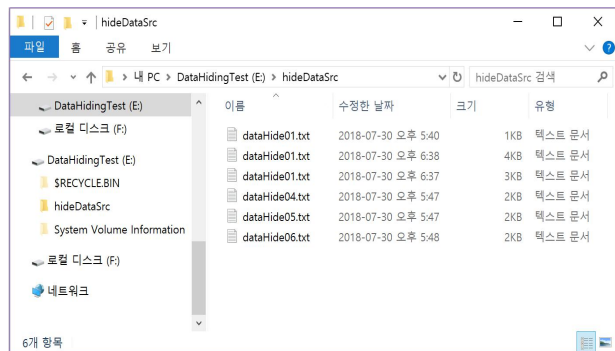 hideDataSrc
파일 홈 공유 보기
내 PC > DataHidingTest (E:) > hideDataSrc
hideDataSrc 검색
DataHidingTest (E:)
로컬 디스크 (F:)
DataHidingTest (E:)
$RECYCLE.BIN
hideDataSrc
System Volume Information
로컬 디스크 (F:)
네트워크
이름 수정한 날짜 크기 유형
dataHide01.txt 2018-07-30 오후 5:40 1KB 텍스트 문서
dataHide01.txt 2018-07-30 오후 6:38 4KB 텍스트 문서
dataHide01.txt 2018-07-30 오후 6:37 3KB 텍스트 문서
dataHide04.txt 2018-07-30 오후 5:47 2KB 텍스트 문서
dataHide05.txt 2018-07-30 오후 5:47 2KB 텍스트 문서
dataHide06.txt 2018-07-30 오후 5:48 2KB 텍스트 문서
6개 항목